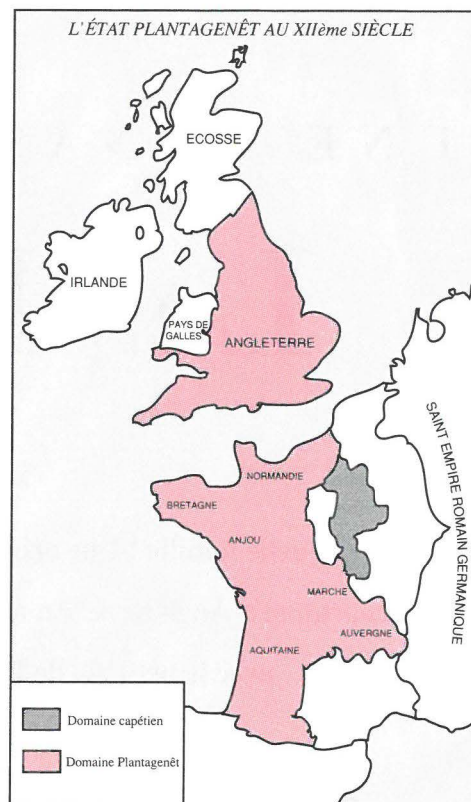 L'ÉTAT PLANTAGENÊT AU XIIème SIÈCLE
ECOSSE
IRLANDE
PAYS DE
GALLES
ANGLETERRE
SAINT EMPIRE ROMAIN GERMANIQUE
NORMANDIE
BRETAGNE
ANJOU
MARCHE
AUVERGNE
AQUITAINE
Domaine capétien
Domaine Plantagenêt